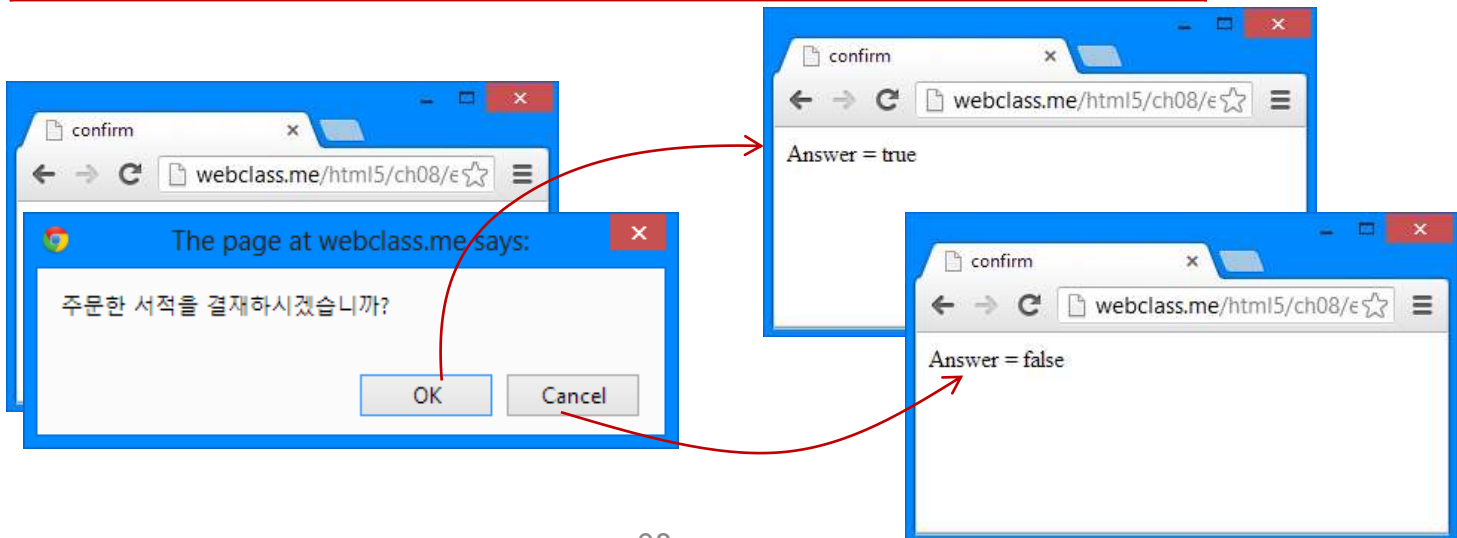 confirm
webclass.me/html5/ch08/e
The page at webclass.me says:
주문한 서적을 결재하시겠습니까?
OK
Cancel
confirm
webclass.me/html5/ch08/e
Answer = true
confirm
webclass.me/html5/ch08/e
Answer = false